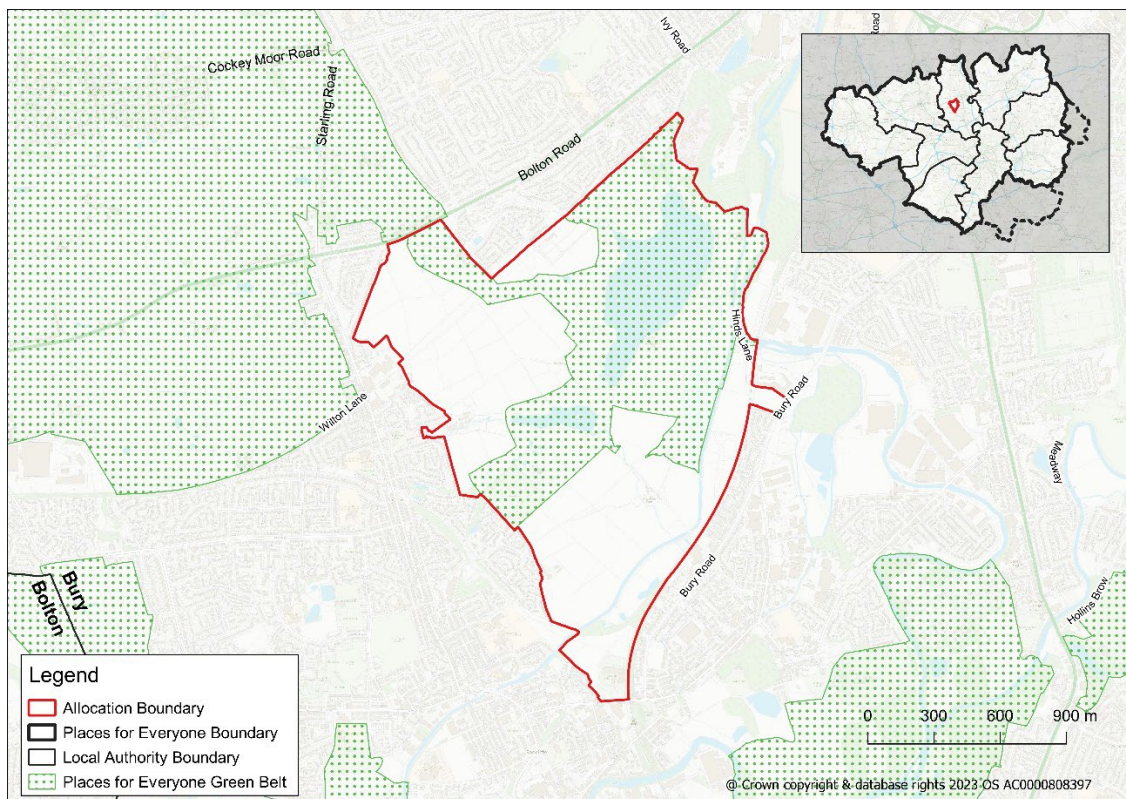 Ivy Road
Road
Cockey Moor Road
Starling Road
Bolton Road
Hinds Lane
Wilton Lane
Bury Road
Meadway
Bury Road
Hollins Brow
Bury
Bolton
Legend
Allocation Boundary
Places for Everyone Boundary
Local Authority Boundary
Places for Everyone Green Belt
0 300 600 900 m
@ Crown copyright & database rights 2023 OS AC0000808397